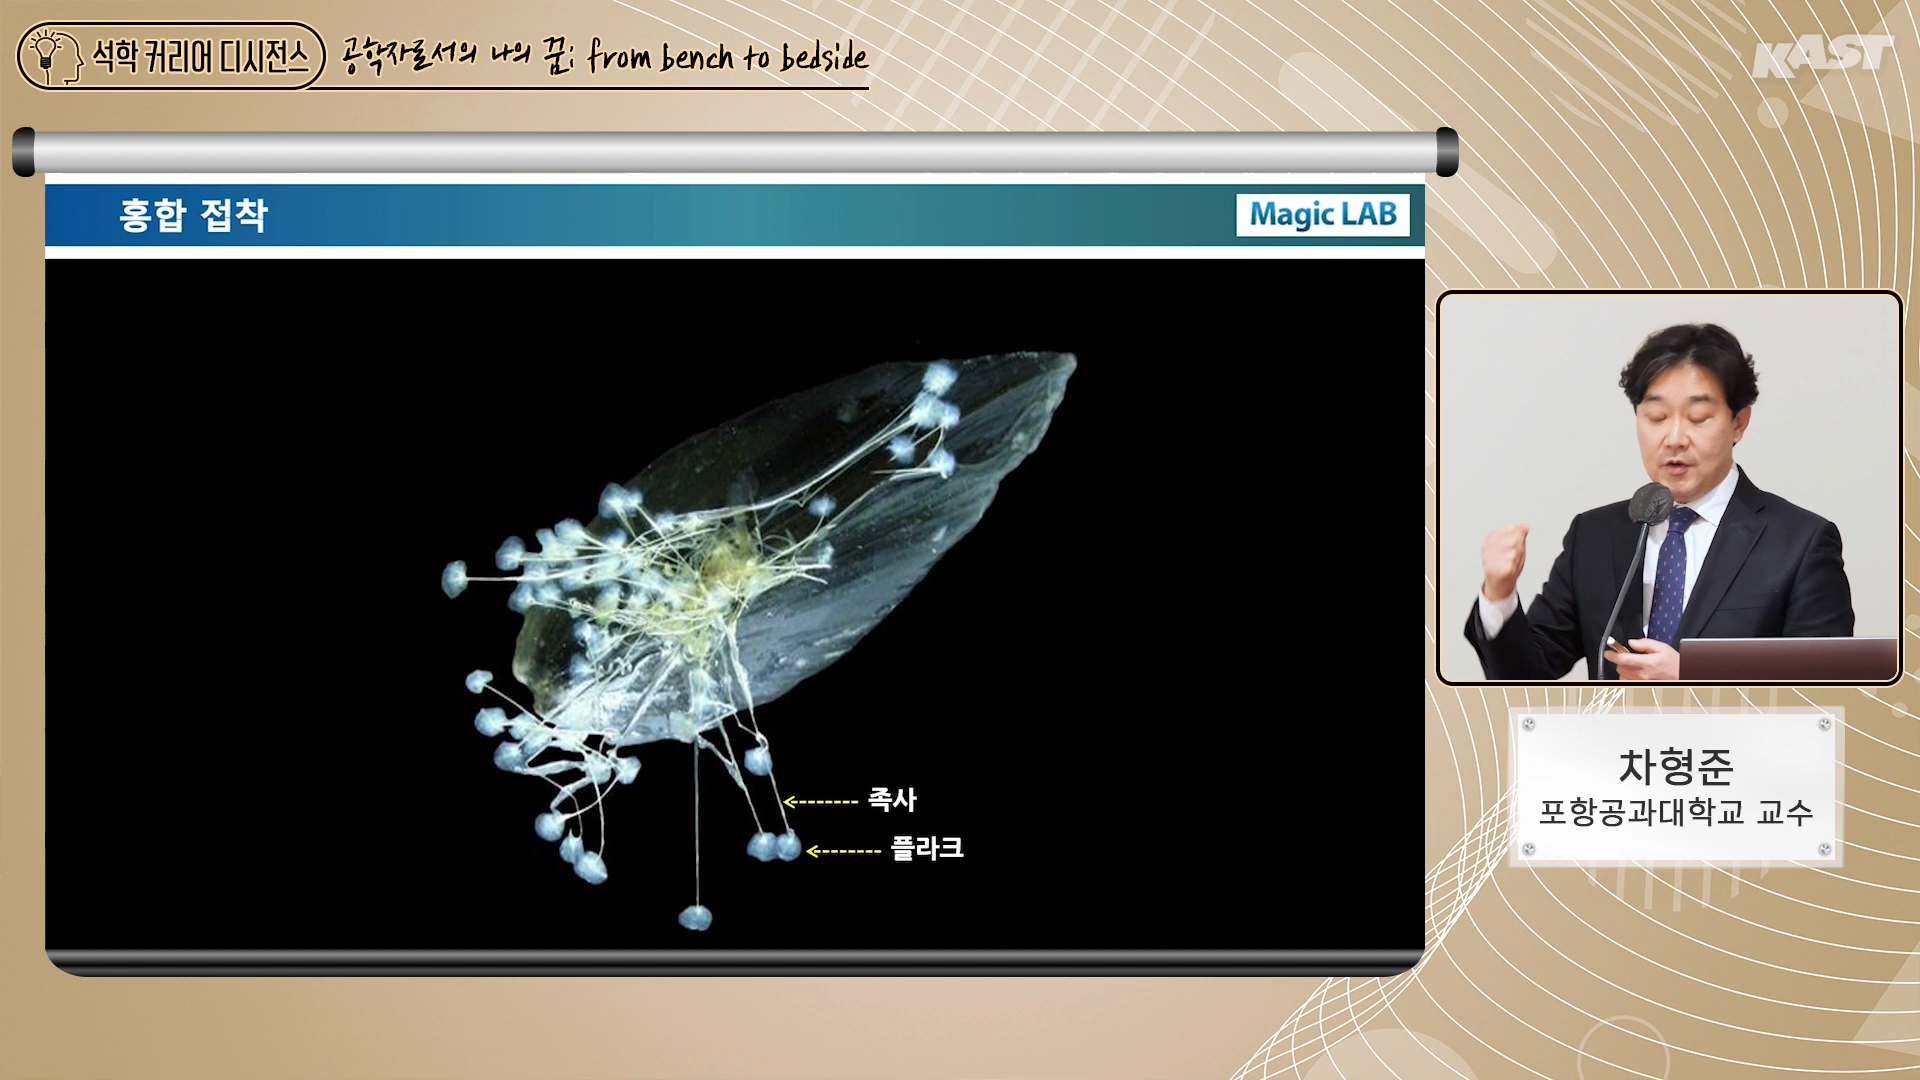 석학 커리어 디시전스
공학자로서의 나의 꿈; from bench to bedside
KAST
홍합 접착
Magic LAB
족사
플라크
차형준
포항공과대학교 교수